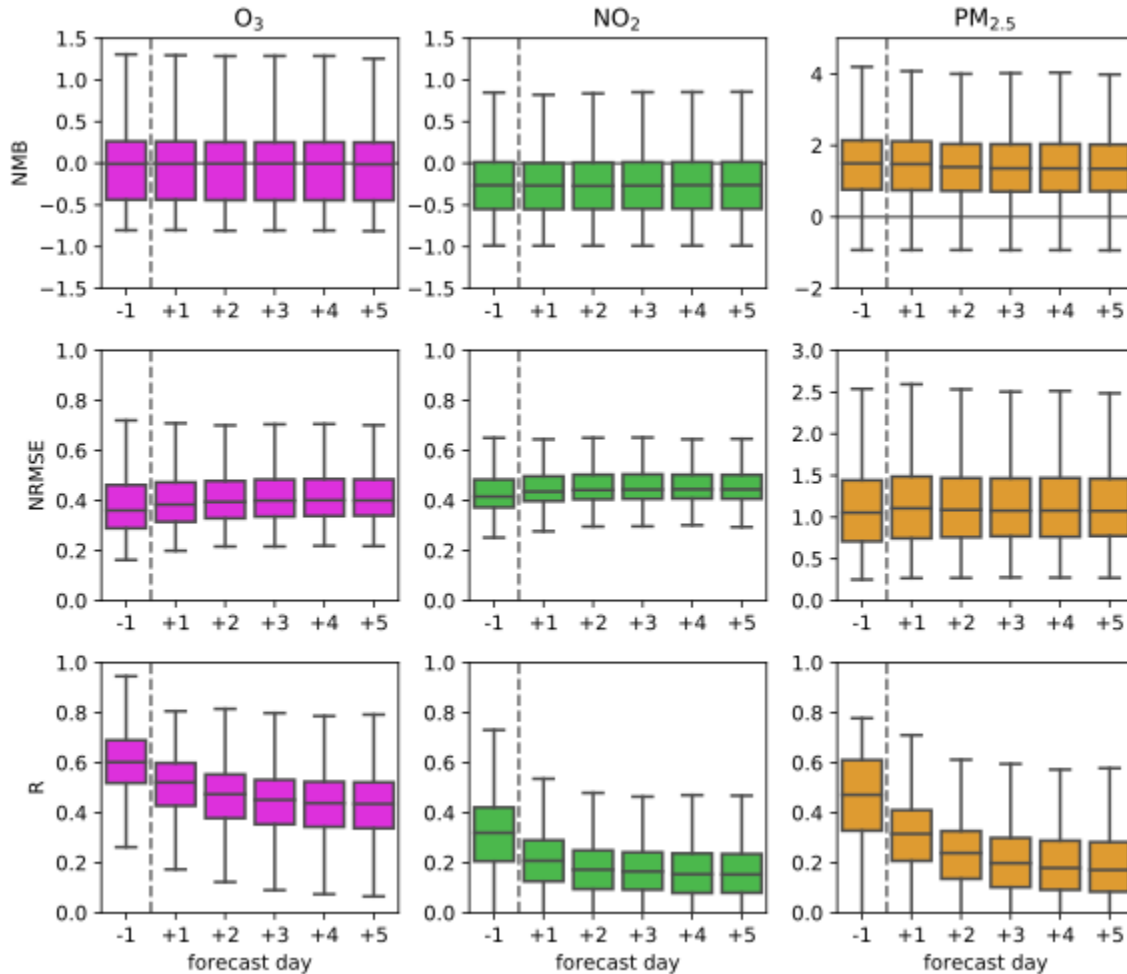 O₃ NO₂ PM₂.₅
1.5 1.5
1.0 1.0 4
0.5 0.5 2
0.0 0.0
−0.5 −0.5 0
−1.0 −1.0
−1.5 −1.5 −2
NMB
-1 +1 +2 +3 +4 +5 -1 +1 +2 +3 +4 +5 -1 +1 +2 +3 +4 +5
1.0 1.0 3.0
0.8 0.8 2.5
0.6 0.6 2.0
0.4 0.4 1.5
0.2 0.2 1.0
0.0 0.0 0.5
0.0
NRMSE
-1 +1 +2 +3 +4 +5 -1 +1 +2 +3 +4 +5 -1 +1 +2 +3 +4 +5
1.0 1.0 1.0
0.8 0.8 0.8
0.6 0.6 0.6
0.4 0.4 0.4
0.2 0.2 0.2
0.0 0.0 0.0
R
-1 +1 +2 +3 +4 +5 -1 +1 +2 +3 +4 +5 -1 +1 +2 +3 +4 +5
forecast day forecast day forecast day